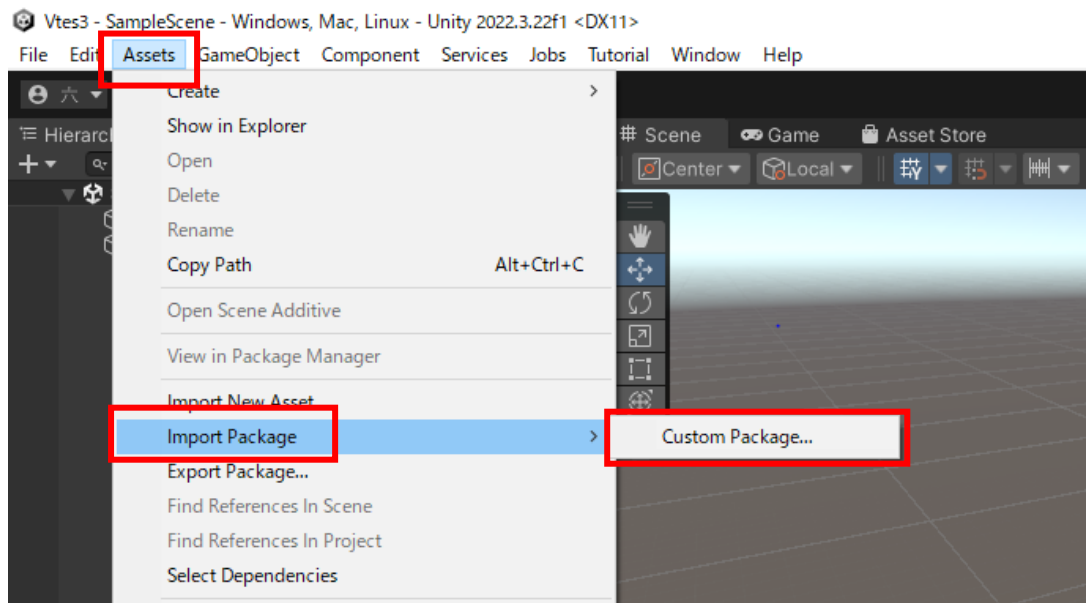 Vtes3 - SampleScene - Windows, Mac, Linux - Unity 2022.3.22f1 <DX11>
File Edit Assets GameObject Component Services Jobs Tutorial Window Help
六
Create
Show in Explorer
Hierarc
Scene Game Asset Store
Open
Center Local
Delete
Rename
Copy Path Alt+Ctrl+C
Open Scene Additive
View in Package Manager
Import New Asset
Import Package Custom Package...
Export Package...
Find References In Scene
Find References In Project
Select Dependencies